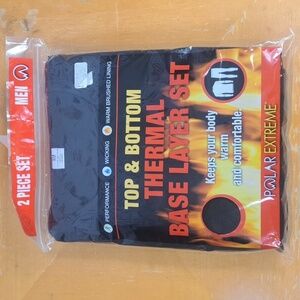 MEN
2 PIECE SET
PERFORMANCE
WICKING
WARM BRUSHED LINING
TOP & BOTTOM
THERMAL
BASE LAYER SET
Keeps your body
warm
and comfortable.
POLAR EXTREME